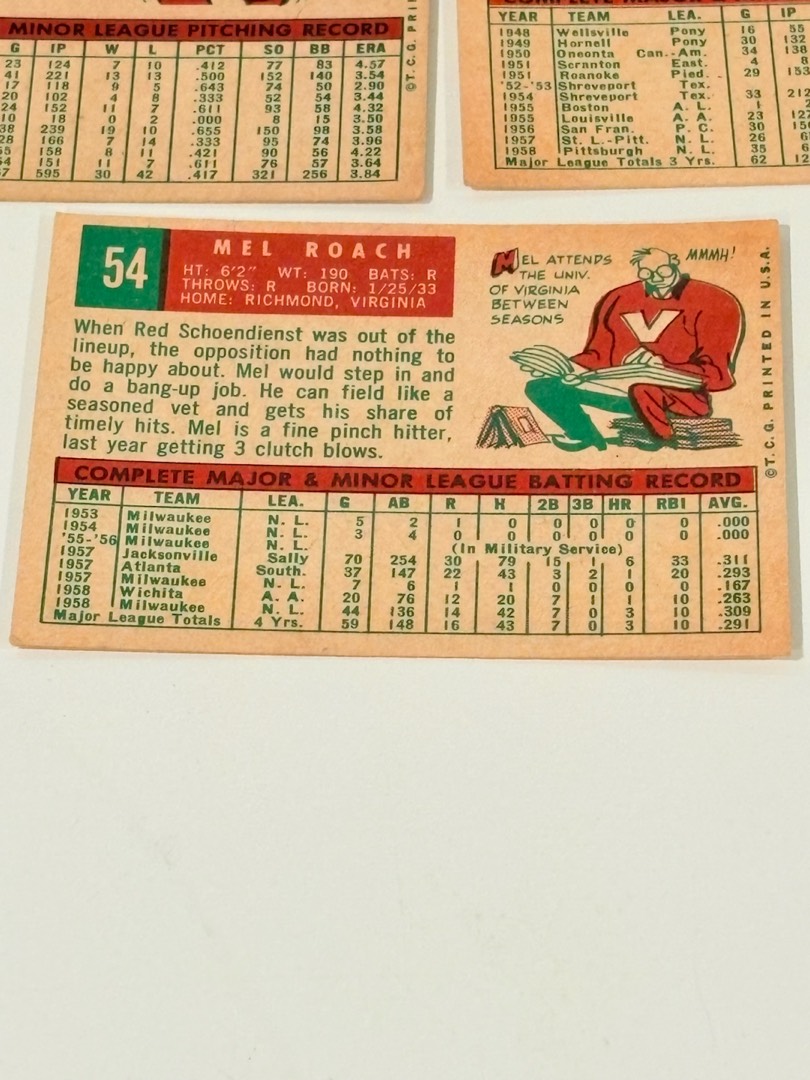 MINOR LEAGUE PITCHING RECORD
G IP W L PCT SO BB ERA
23 124 7 10 .412 77 83 4.57
41 221 13 13 .500 152 140 3.54
17 118 9 5 .643 74 50 2.90
20 102 4 8 .333 52 54 3.44
24 152 11 7 .611 93 58 4.32
10 18 0 2 .000 8 15 3.50
38 239 19 10 .655 150 98 3.58
28 166 7 14 .333 95 74 3.96
158 8 11 .421 90 56 4.22
151 11 7 .611 76 57 3.64
595 30 42 .417 321 256 3.84
©T.C.G. PRI
COMPLETE MAJOR &
YEAR TEAM LEA. G IP
1948 Wellsville Pony 16 55
1949 Hornell Pony 30 132
1950 Oneonta Can.-Am. 34 138
1951 Scranton East. 4 8
1951 Roanoke Pied. 29 153
'52-'53 Shreveport Tex.
1954 Shreveport Tex. 33 212
1955 Boston A. L. 1
1955 Louisville A. A. 23 127
1956 San Fran. P. C. 30
1957 St. L.-Pitt. N. L. 26
1958 Pittsburgh N. L. 35
Major League Totals 3 Yrs. 62
54
MEL ROACH
HT: 6'2" WT: 190 BATS: R
THROWS: R BORN: 1/25/33
HOME: RICHMOND, VIRGINIA
When Red Schoendienst was out of the
lineup, the opposition had nothing to
be happy about. Mel would step in and
do a bang-up job. He can field like a
seasoned vet and gets his share of
timely hits. Mel is a fine pinch hitter,
last year getting 3 clutch blows.
MEL ATTENDS
THE UNIV.
OF VIRGINIA
BETWEEN
SEASONS
MMMH!
V
©T.C.G. PRINTED IN U.S.A.
COMPLETE MAJOR & MINOR LEAGUE BATTING RECORD
YEAR TEAM LEA. G AB R H 2B 3B HR RBI AVG.
1953 Milwaukee N. L. 5 2 1 0 0 0 0 0 .000
1954 Milwaukee N. L. 3 4 0 0 0 0 0 0 .000
'55-'56 Milwaukee N. L. (In Military Service)
1957 Jacksonville Sally 70 254 30 79 15 1 6 33 .311
1957 Atlanta South. 37 147 22 43 3 2 1 20 .293
1957 Milwaukee N. L. 7 6 1 1 0 0 0 0 .167
1958 Wichita A. A. 20 76 12 20 7 1 1 10 .263
1958 Milwaukee N. L. 44 136 14 42 7 0 3 10 .309
Major League Totals 4 Yrs. 59 148 16 43 7 0 3 10 .291